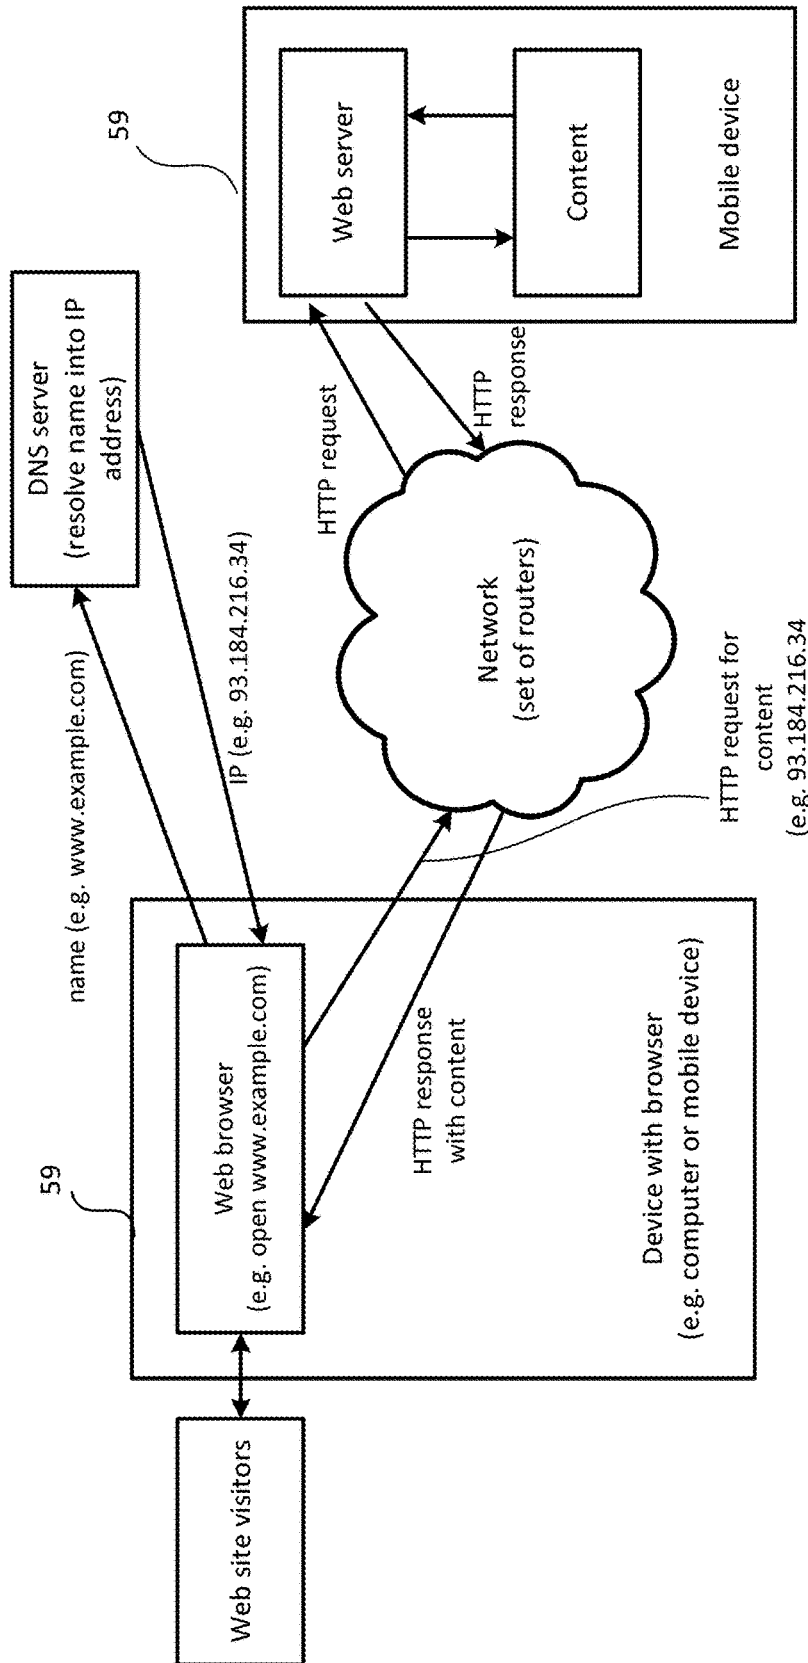 Web site visitors
59
Web browser
(e.g. open www.example.com)
Device with browser
(e.g. computer or mobile device)
name (e.g. www.example.com)
IP (e.g. 93.184.216.34)
DNS server
(resolve name into IP
address)
HTTP response
with content
HTTP request for
content
(e.g. 93.184.216.34
Network
(set of routers)
HTTP request
HTTP
response
59
Web server
Content
Mobile device